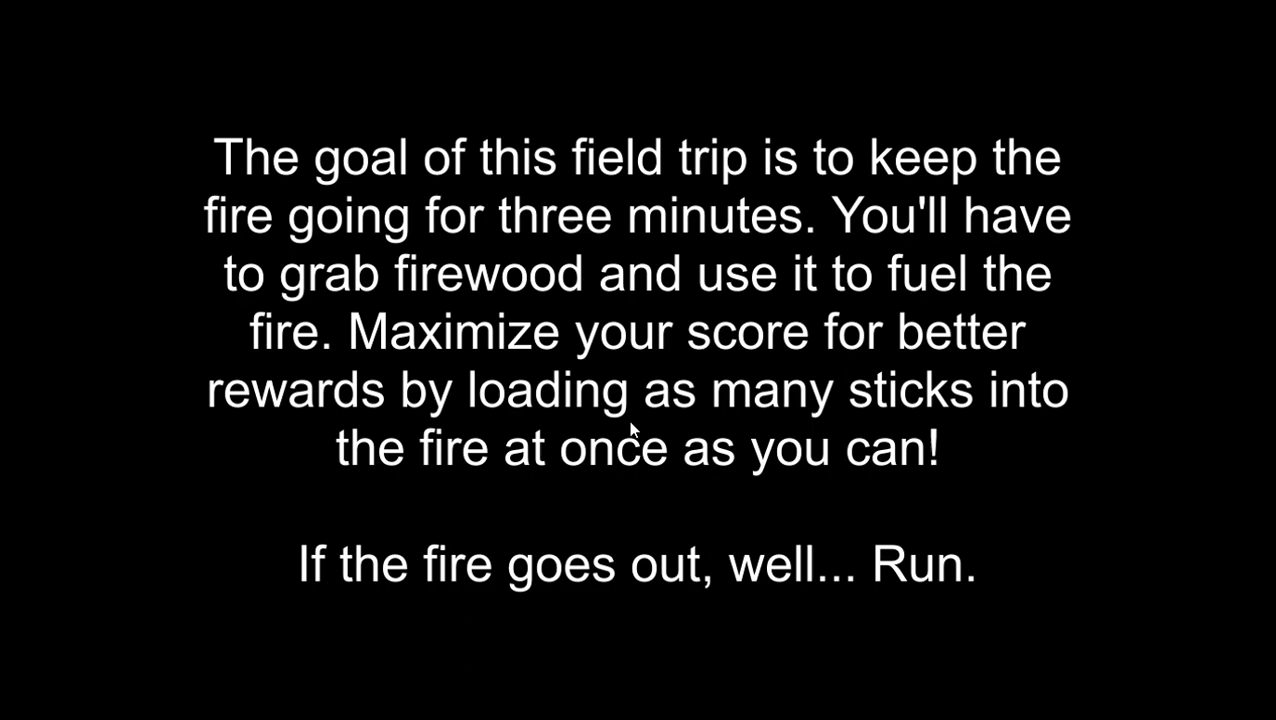 The goal of this field trip is to keep the
fire going for three minutes. You'll have
to grab firewood and use it to fuel the
fire. Maximize your score for better
rewards by loading as many sticks into
the fire at once as you can!
If the fire goes out, well... Run.